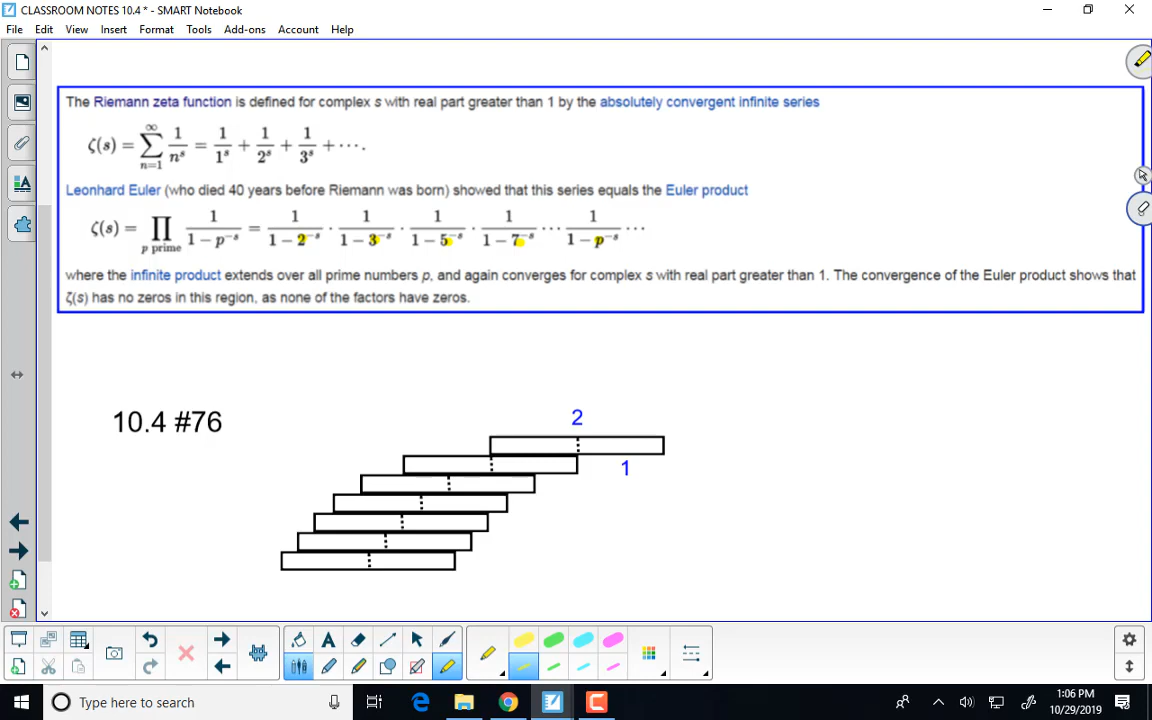 CLASSROOM NOTES 10.4 * - SMART Notebook
File Edit View Insert Format Tools Add-ons Account Help
The Riemann zeta function is defined for complex s with real part greater than 1 by the absolutely convergent infinite series
ζ(s) = ∑_{n=1}^{∞} 1/n^s = 1/1^s + 1/2^s + 1/3^s + ⋯.
Leonhard Euler (who died 40 years before Riemann was born) showed that this series equals the Euler product
ζ(s) = ∏_{p prime} 1/(1 − p^{−s}) = 1/(1 − 2^{−s}) · 1/(1 − 3^{−s}) · 1/(1 − 5^{−s}) · 1/(1 − 7^{−s}) ⋯ 1/(1 − p^{−s}) ⋯
where the infinite product extends over all prime numbers p, and again converges for complex s with real part greater than 1. The convergence of the Euler product shows that
ζ(s) has no zeros in this region, as none of the factors have zeros.
10.4 #76
2
1
Type here to search
1:06 PM
10/29/2019